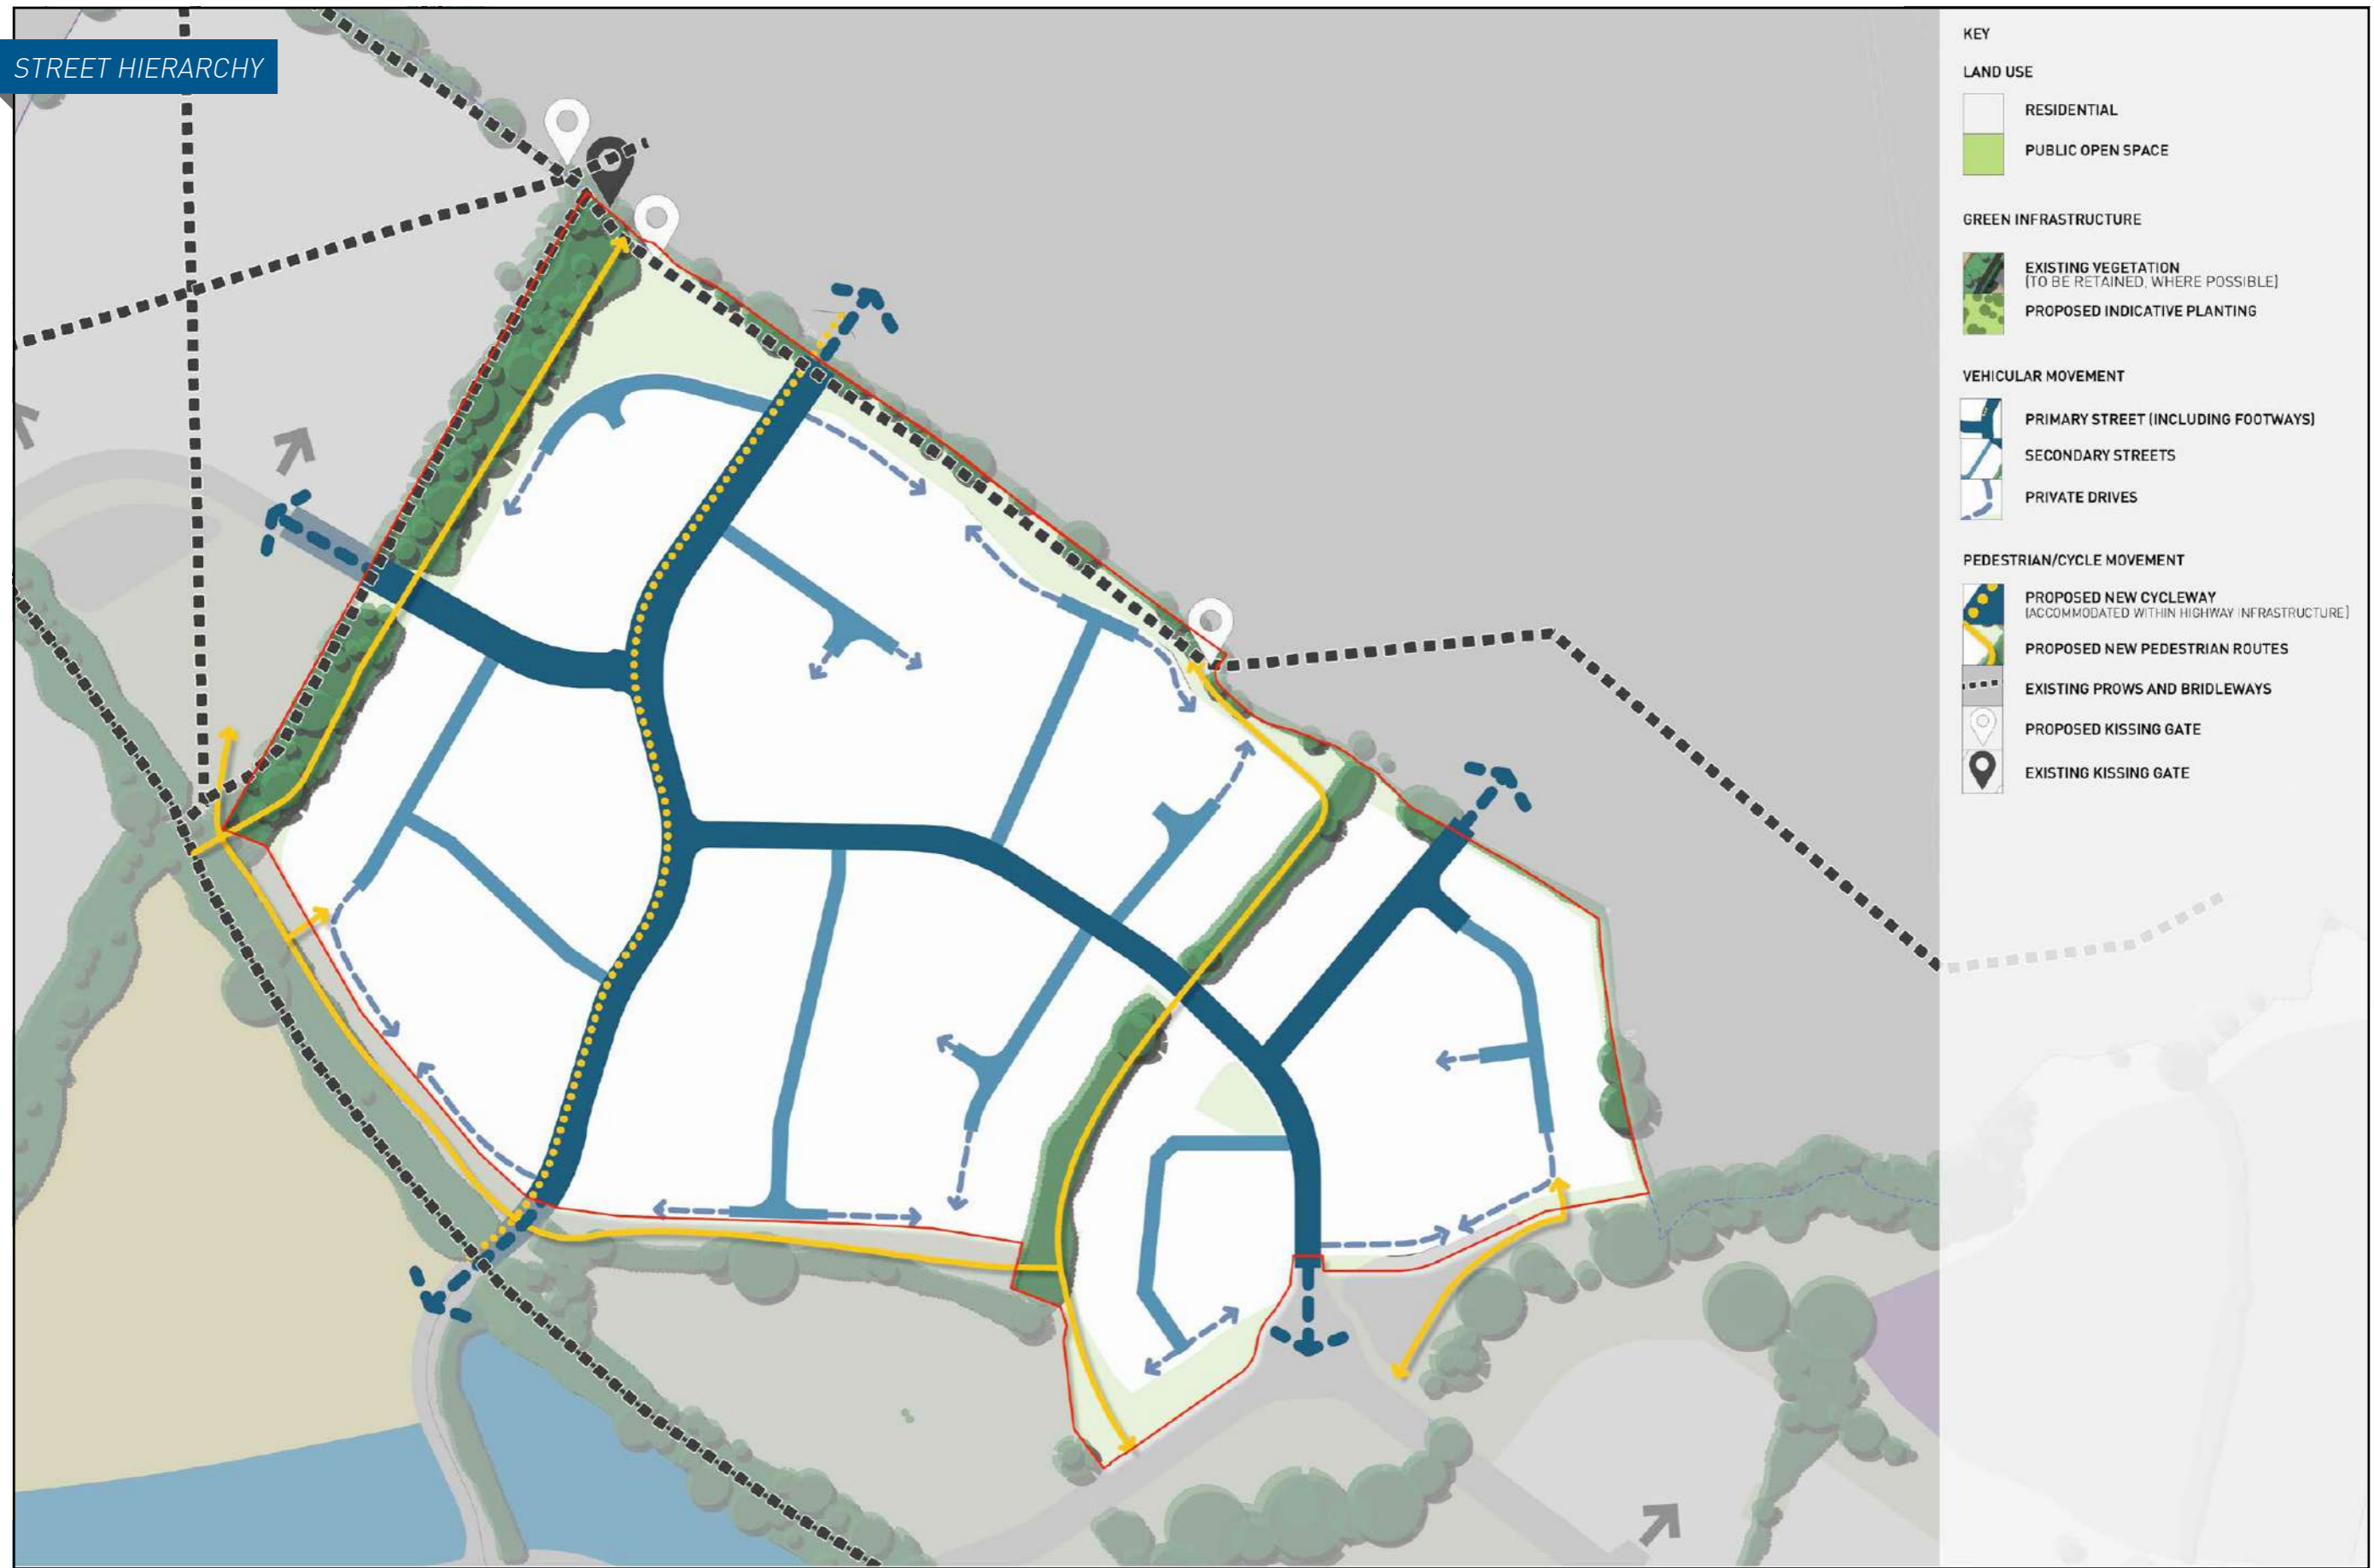 STREET HIERARCHY
KEY
LAND USE
RESIDENTIAL
PUBLIC OPEN SPACE
GREEN INFRASTRUCTURE
EXISTING VEGETATION
(TO BE RETAINED, WHERE POSSIBLE)
PROPOSED INDICATIVE PLANTING
VEHICULAR MOVEMENT
PRIMARY STREET (INCLUDING FOOTWAYS)
SECONDARY STREETS
PRIVATE DRIVES
PEDESTRIAN/CYCLE MOVEMENT
PROPOSED NEW CYCLEWAY
(ACCOMMODATED WITHIN HIGHWAY INFRASTRUCTURE)
PROPOSED NEW PEDESTRIAN ROUTES
EXISTING PROWS AND BRIDLEWAYS
PROPOSED KISSING GATE
EXISTING KISSING GATE